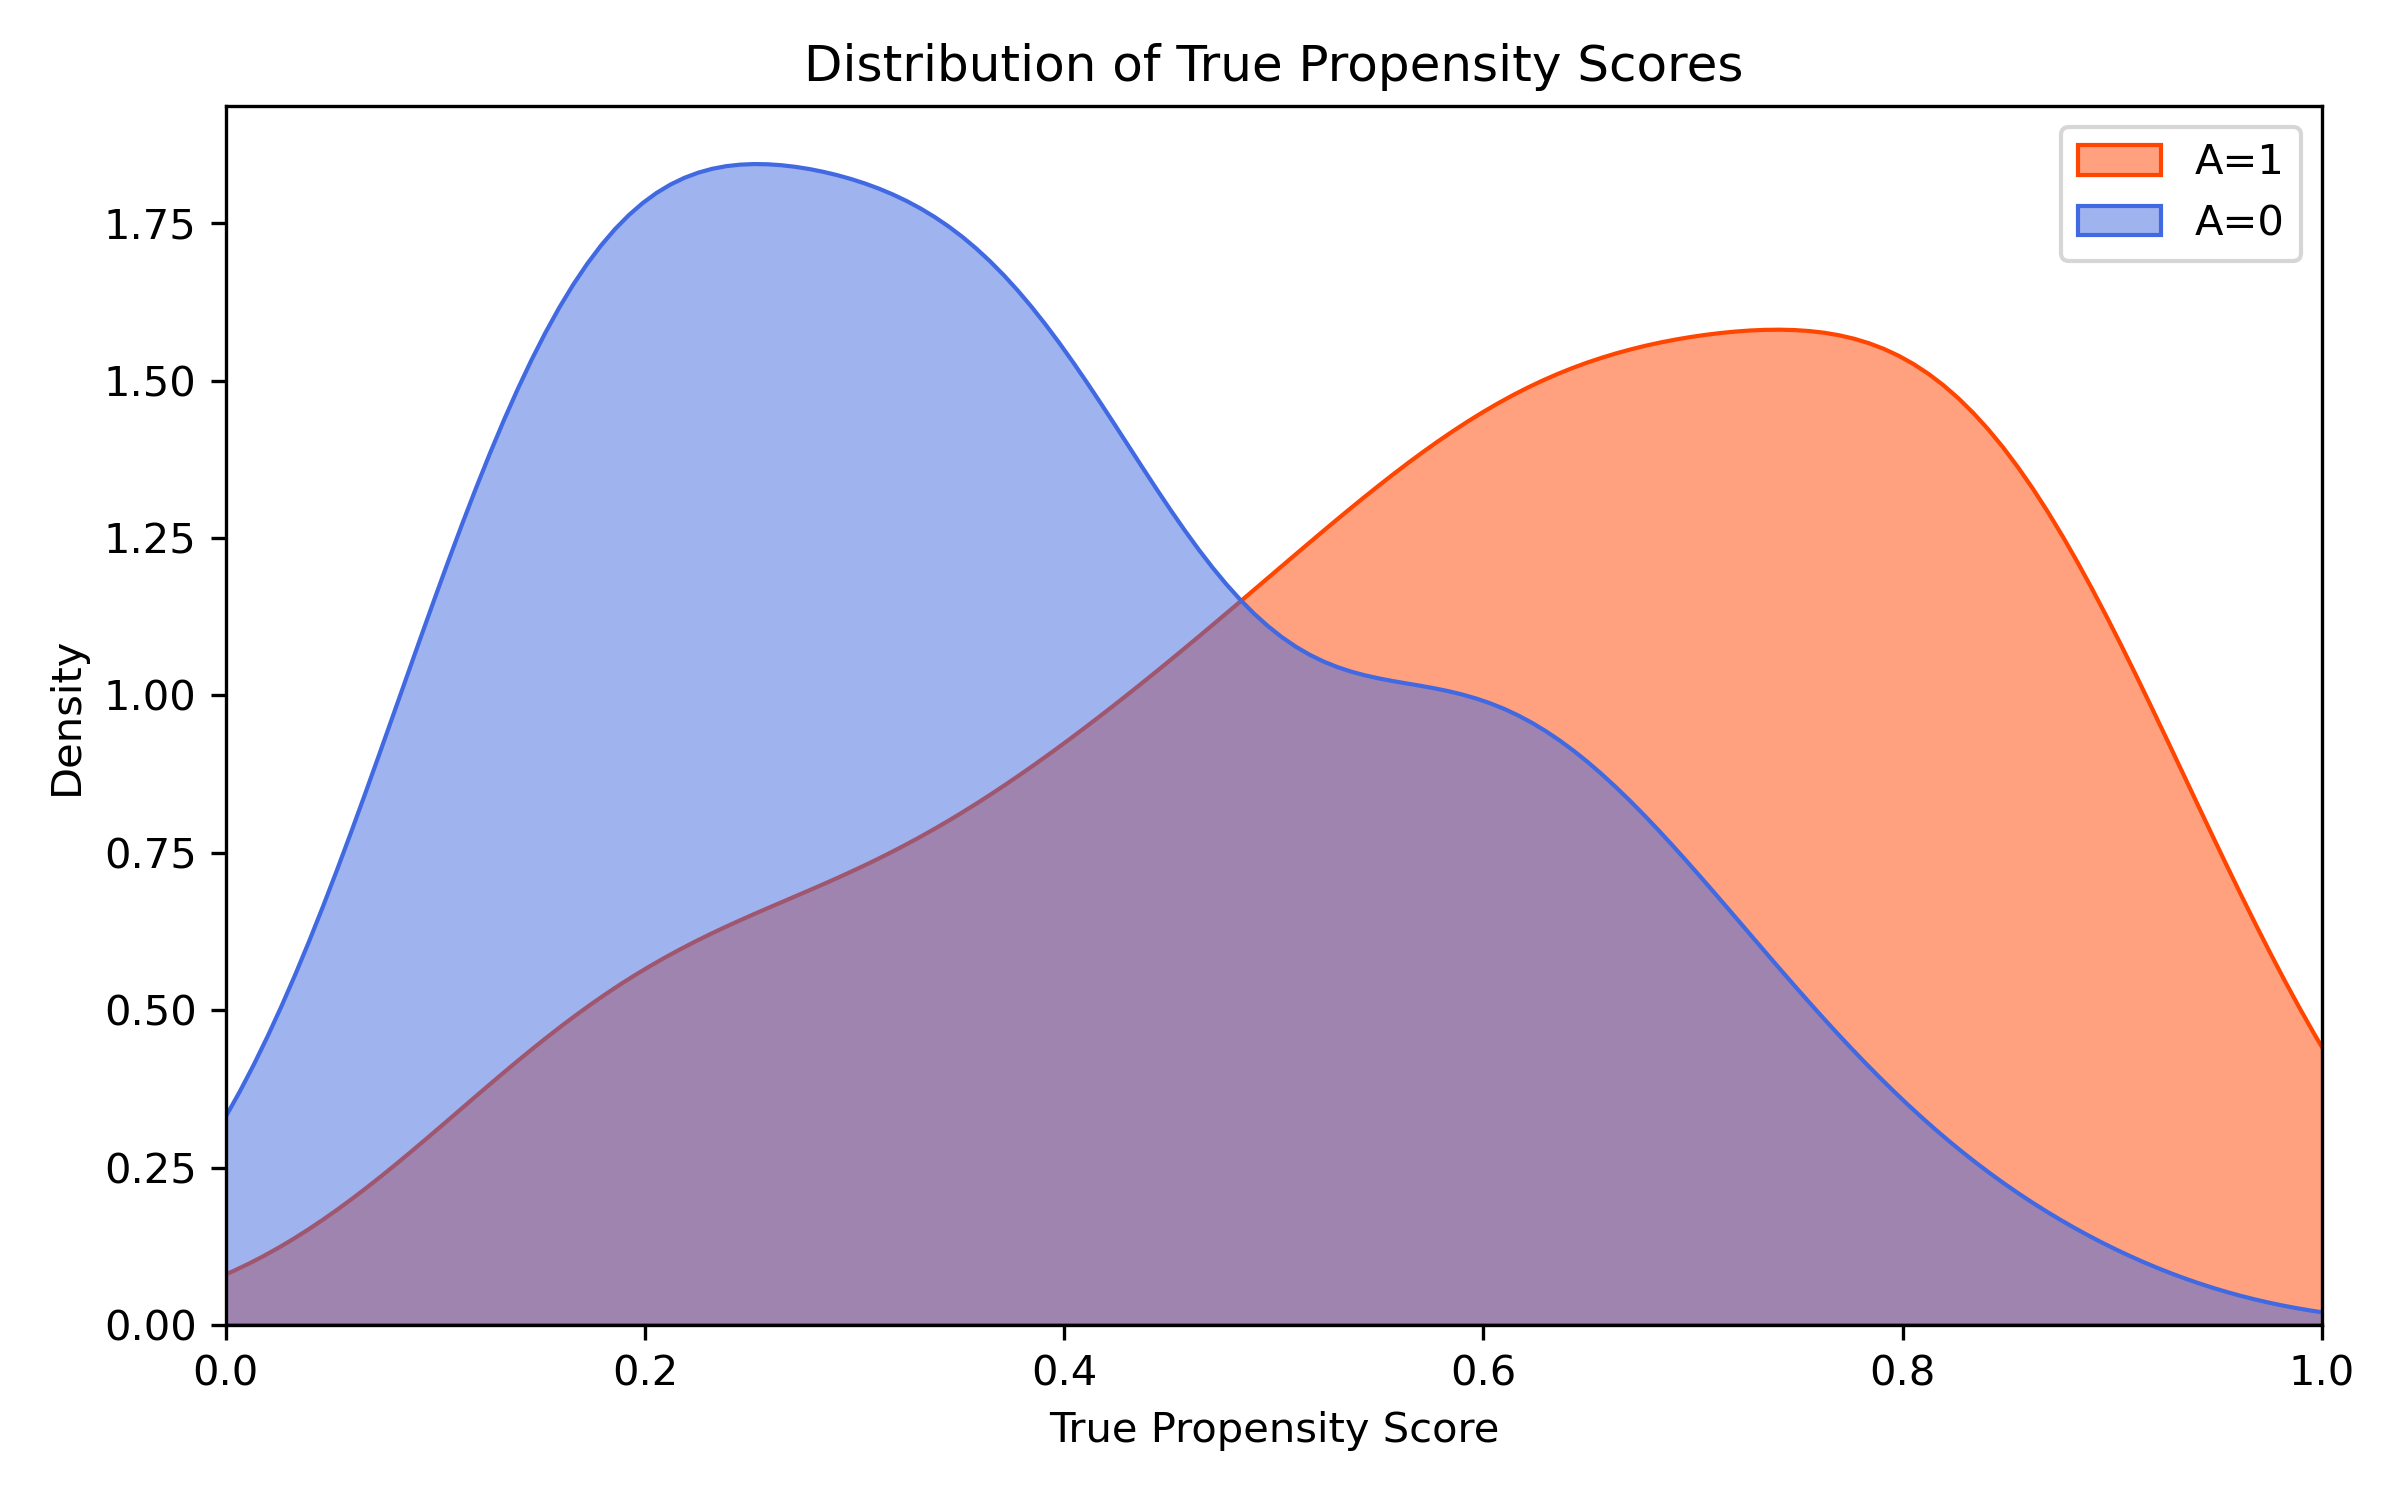 Distribution of True Propensity Scores
A=1
A=0
Density
1.75
1.50
1.25
1.00
0.75
0.50
0.25
0.00
0.0 0.2 0.4 0.6 0.8 1.0
True Propensity Score